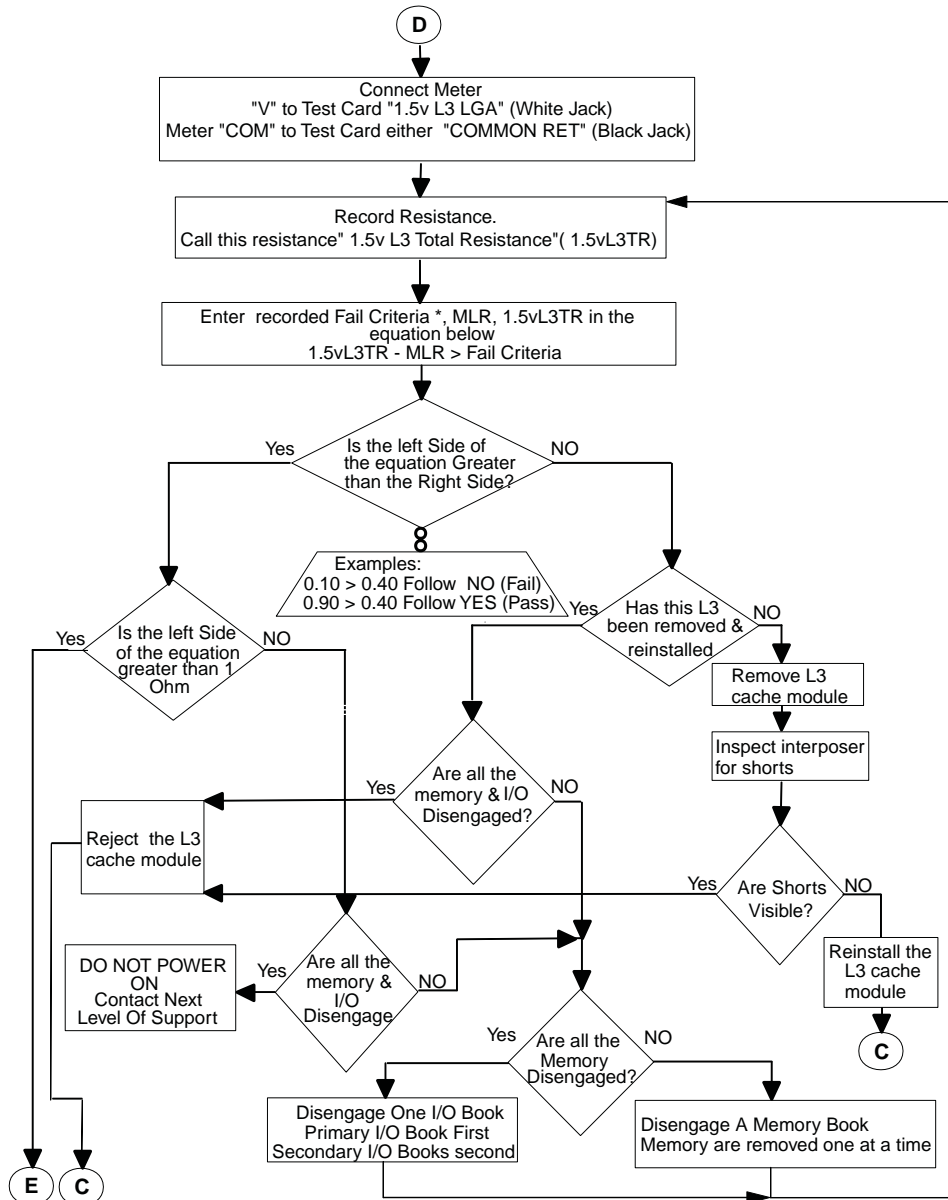 D
Connect Meter
"V" to Test Card "1.5v L3 LGA" (White Jack)
Meter "COM" to Test Card either "COMMON RET" (Black Jack)
Record Resistance.
Call this resistance" 1.5v L3 Total Resistance"( 1.5vL3TR)
Enter recorded Fail Criteria *, MLR, 1.5vL3TR in the
equation below
1.5vL3TR - MLR > Fail Criteria
Yes
Is the left Side of
the equation Greater
than the Right Side?
NO
Examples:
0.10 > 0.40 Follow NO (Fail)
0.90 > 0.40 Follow YES (Pass)
Yes
Has this L3
been removed &
reinstalled
NO
Yes
Is the left Side
of the equation
greater than 1
Ohm
NO
Remove L3
cache module
Inspect interposer
for shorts
Yes
Are all the
memory & I/O
Disengaged?
NO
Reject the L3
cache module
Yes
Are Shorts
Visible?
NO
DO NOT POWER
ON
Contact Next
Level Of Support
Yes
Are all the
memory &
I/O
Disengage
NO
Reinstall the
L3 cache
module
C
Yes
Are all the
Memory
Disengaged?
NO
Disengage One I/O Book
Primary I/O Book First
Secondary I/O Books second
Disengage A Memory Book
Memory are removed one at a time
E
C